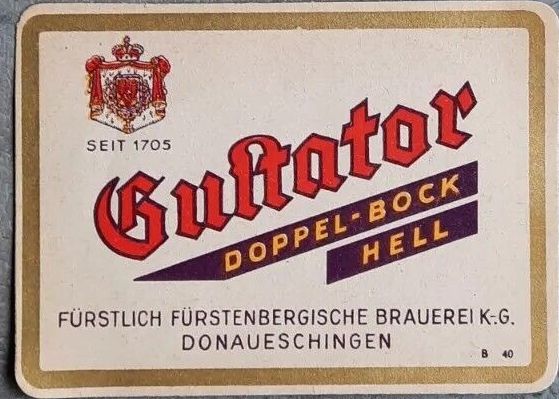 SEIT 1705
Guſtator
DOPPEL-BOCK
HELL
FÜRSTLICH FÜRSTENBERGISCHE BRAUEREI K.-G.
DONAUESCHINGEN
B 40